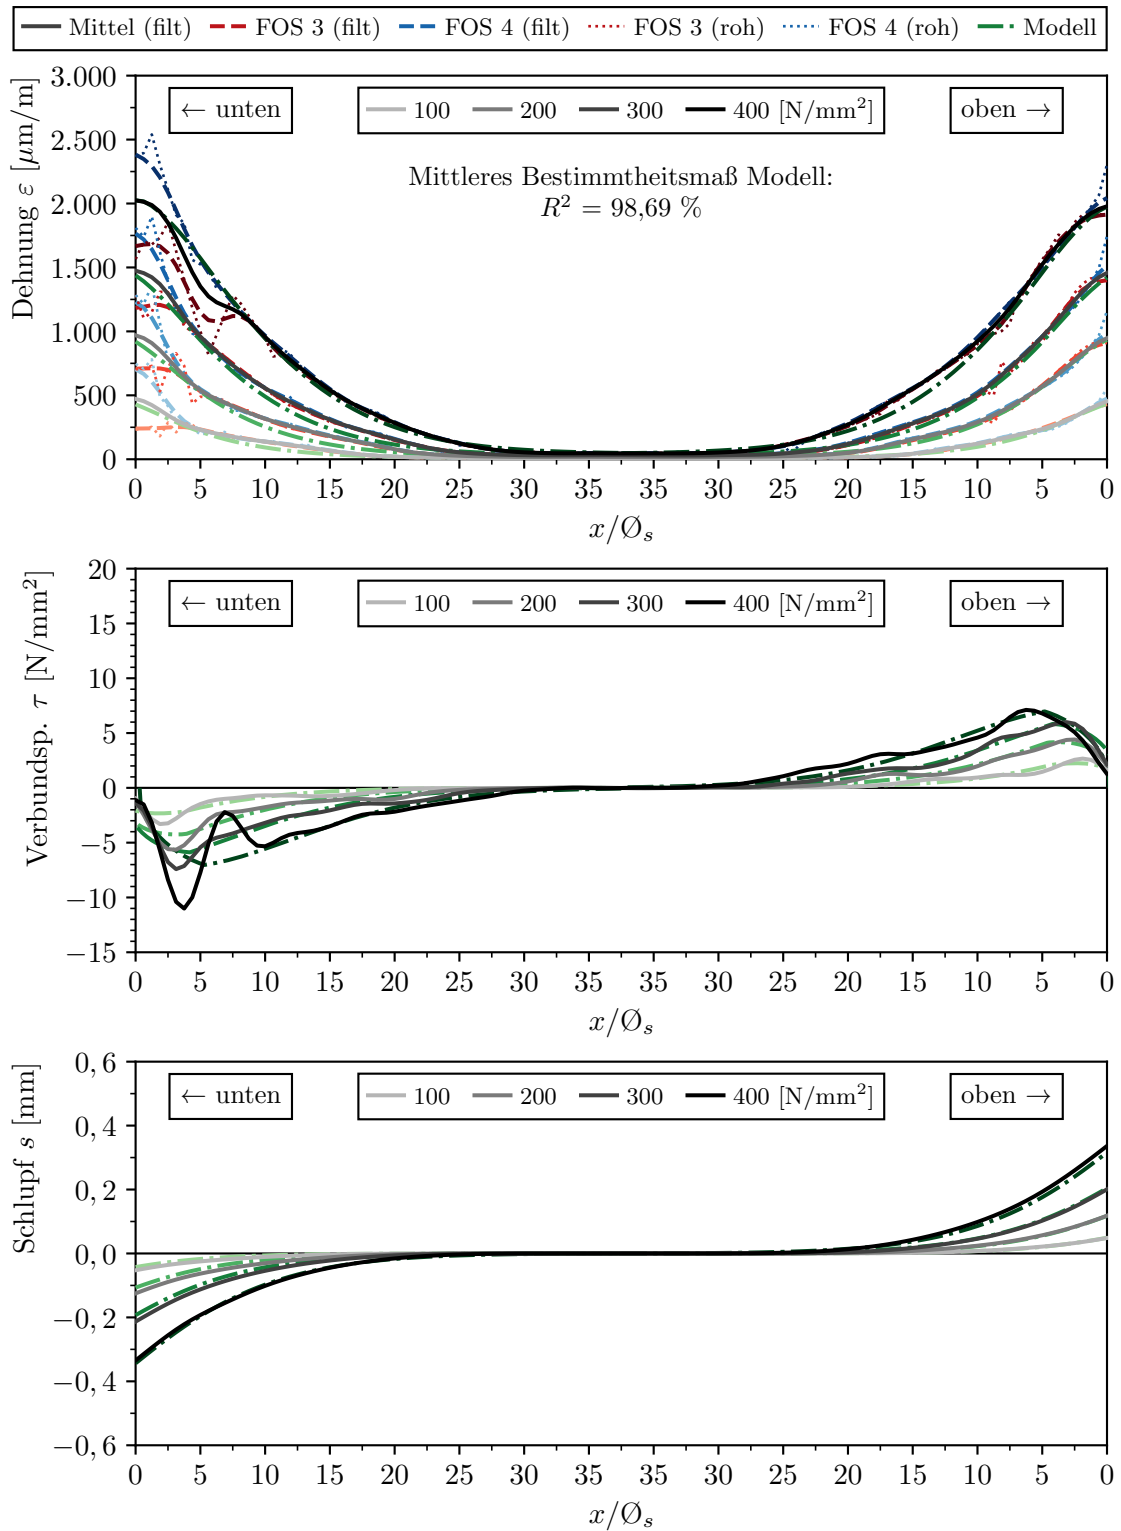 Mittel (filt) FOS 3 (filt) FOS 4 (filt) FOS 3 (roh) FOS 4 (roh) Modell
3.000
2.500
2.000
1.500
1.000
500
0
Dehnung ε [μm/m]
← unten
100 200 300 400 [N/mm²]
oben →
Mittleres Bestimmtheitsmaß Modell:
R² = 98,69 %
0 5 10 15 20 25 30 35 35 30 25 20 15 10 5 0
x/Øₛ
20
15
10
5
0
−5
−10
−15
Verbundsp. τ [N/mm²]
← unten
100 200 300 400 [N/mm²]
oben →
0 5 10 15 20 25 30 35 35 30 25 20 15 10 5 0
x/Øₛ
0,6
0,4
0,2
0,0
−0,2
−0,4
−0,6
Schlupf s [mm]
← unten
100 200 300 400 [N/mm²]
oben →
0 5 10 15 20 25 30 35 35 30 25 20 15 10 5 0
x/Øₛ